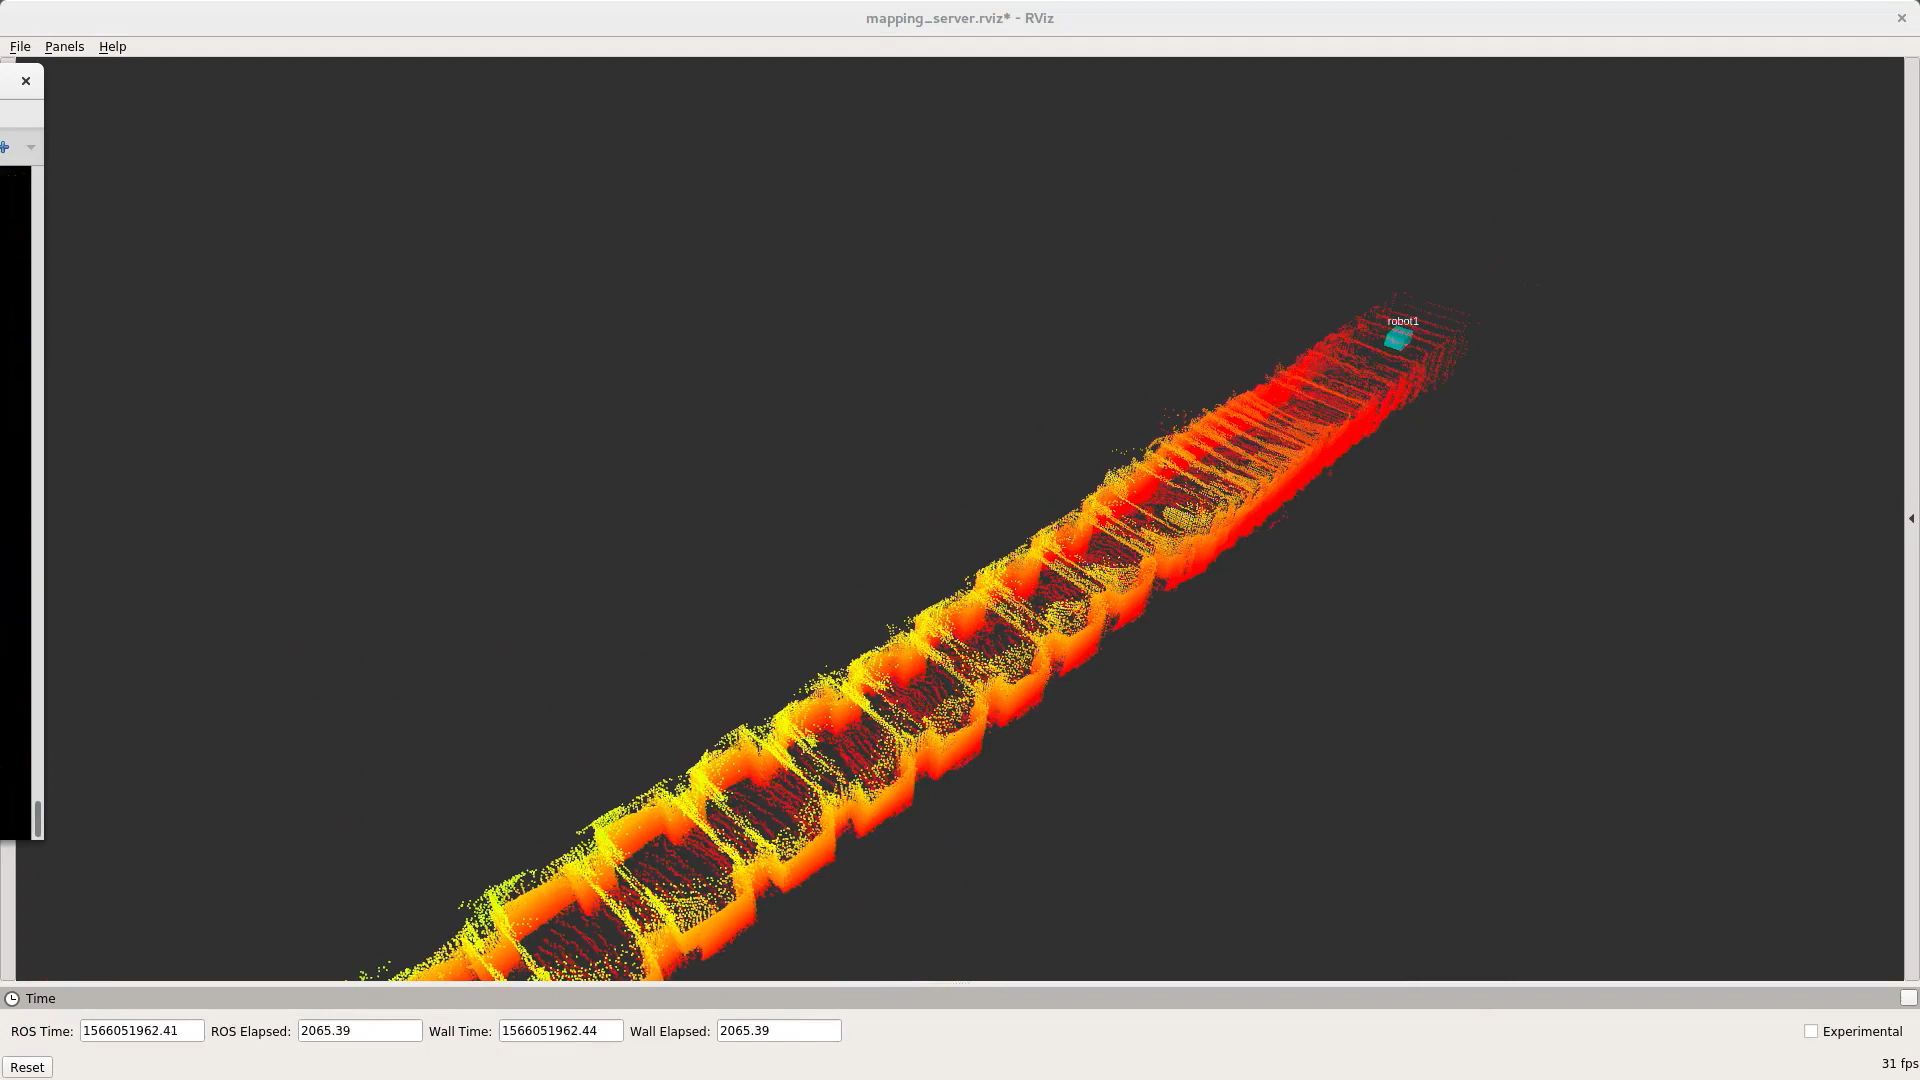 mapping_server.rviz* - RViz
File Panels Help
robot1
Time
ROS Time: 1566051962.41 ROS Elapsed: 2065.39 Wall Time: 1566051962.44 Wall Elapsed: 2065.39 Experimental
Reset 31 fps